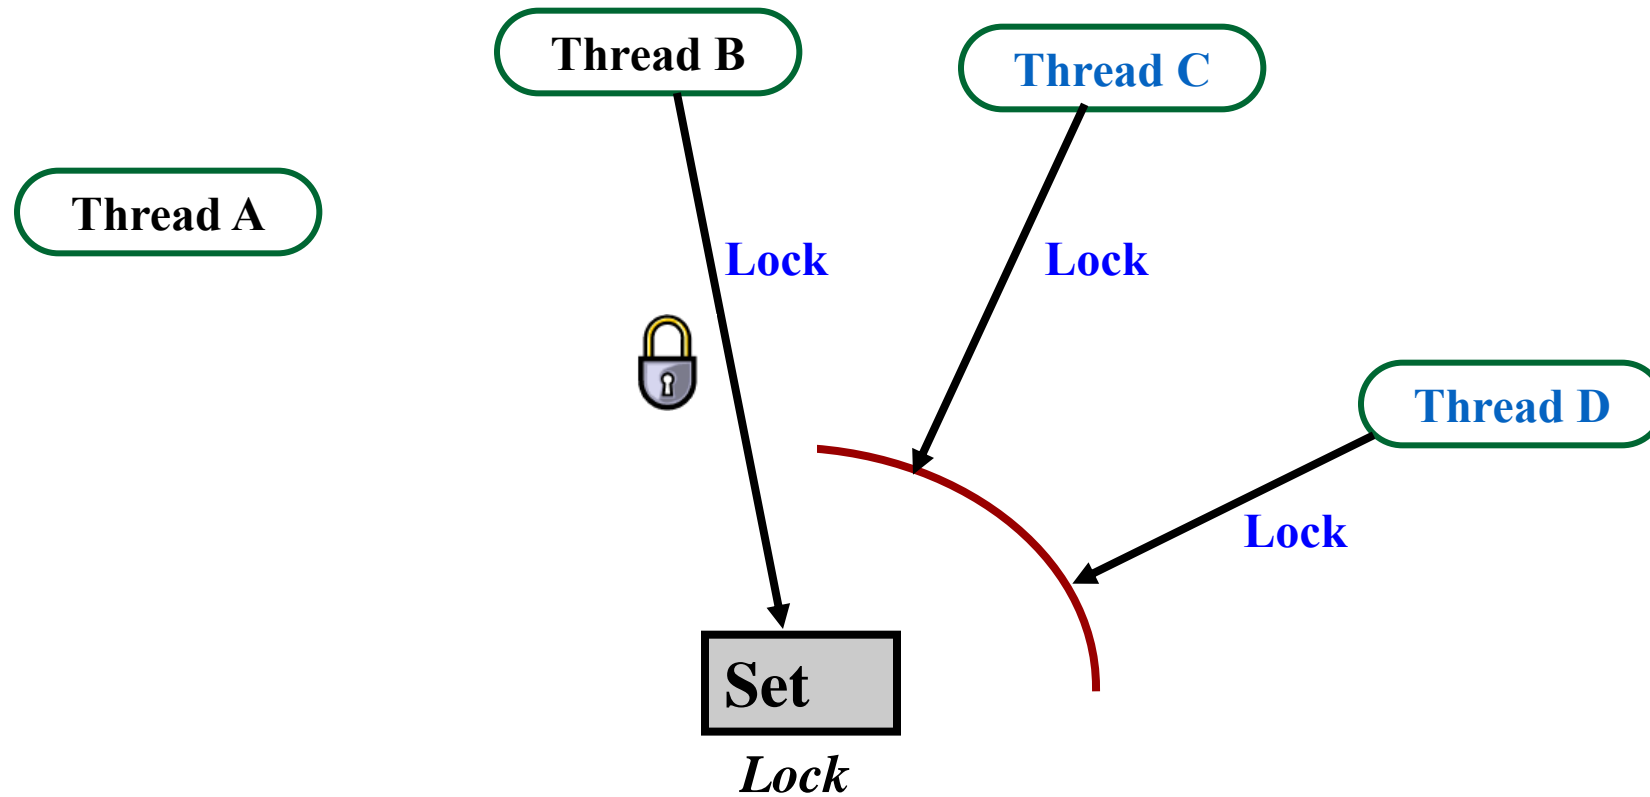 Thread B
Thread C
Thread A
Lock
Lock
Thread D
Lock
Set
Lock